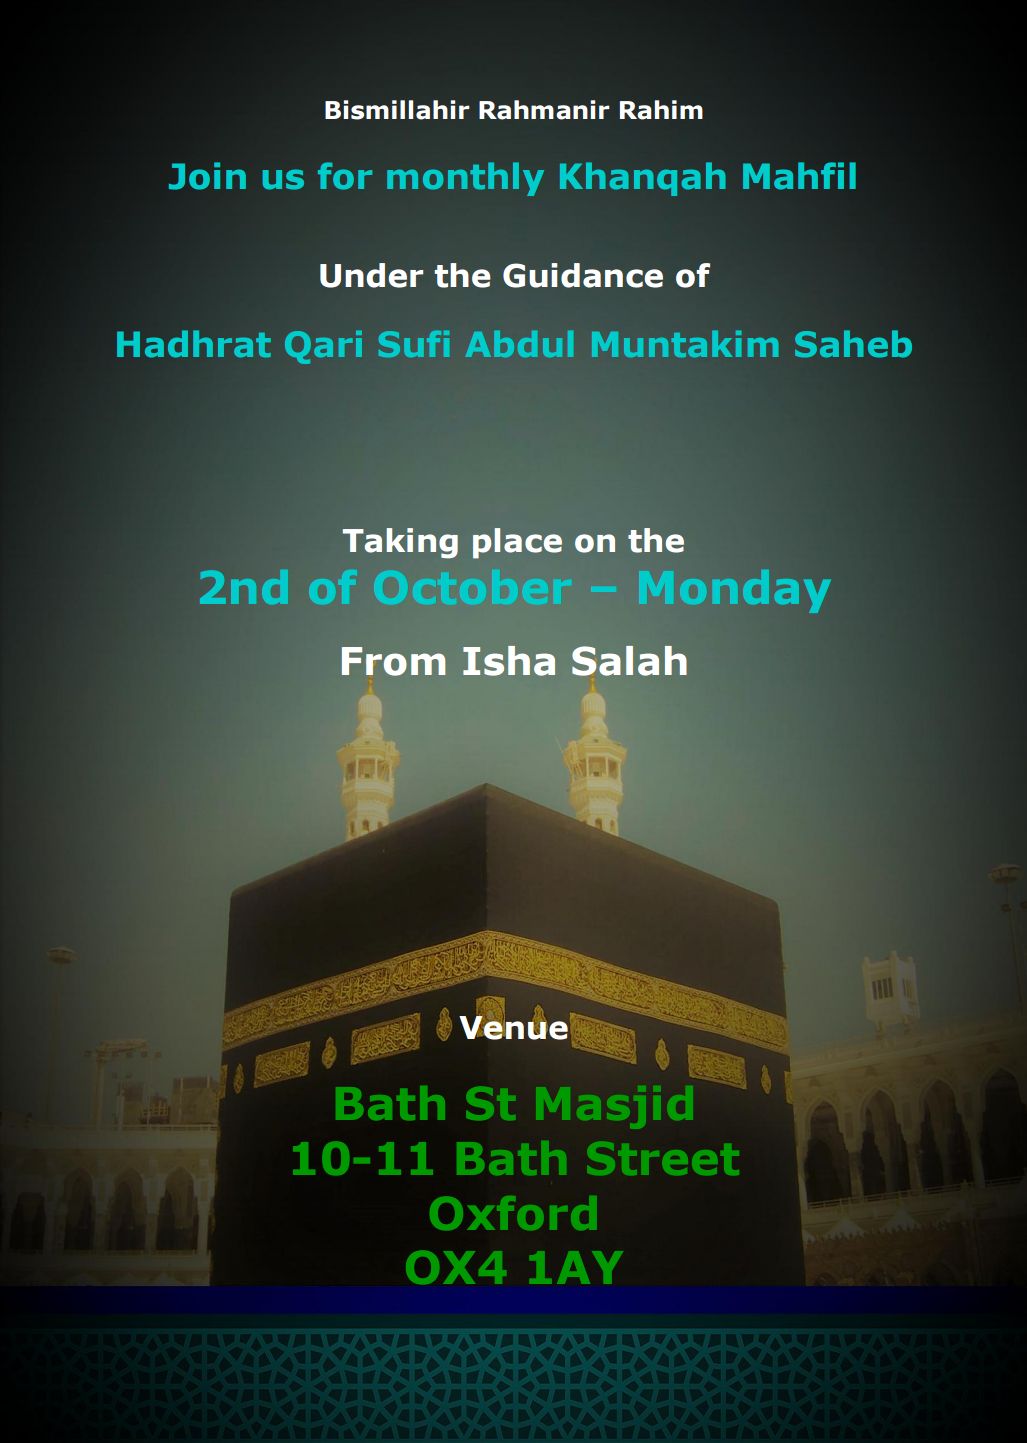 Bismillahir Rahmanir Rahim
Join us for monthly Khanqah Mahfil
Under the Guidance of
Hadhrat Qari Sufi Abdul Muntakim Saheb
Taking place on the
2nd of October – Monday
From Isha Salah
Venue
Bath St Masjid
10-11 Bath Street
Oxford
OX4 1AY